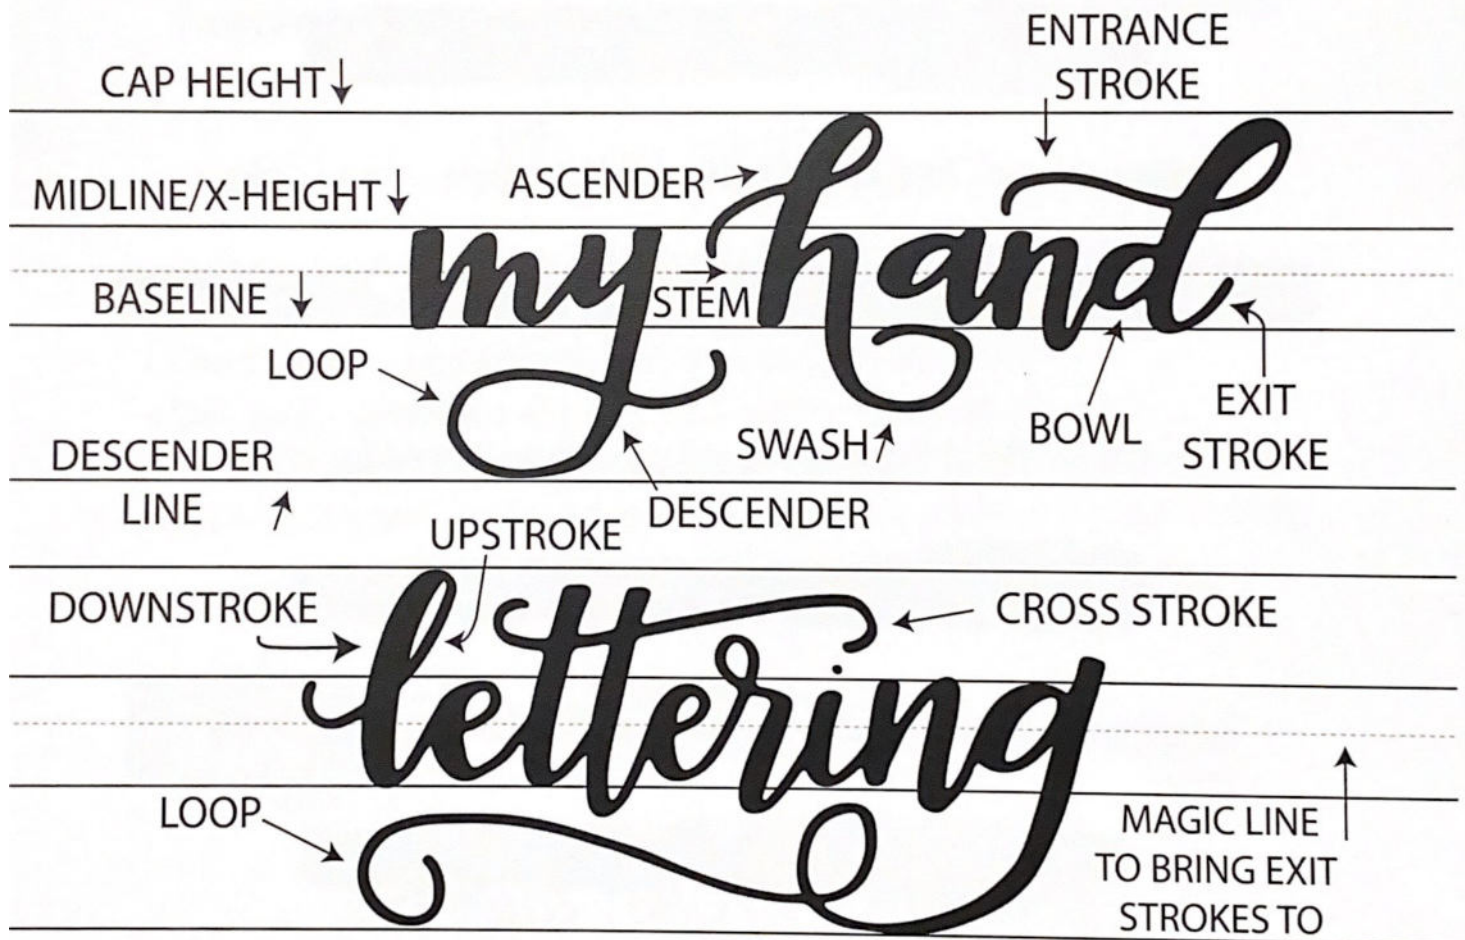 ENTRANCE
STROKE
CAP HEIGHT
MIDLINE/X-HEIGHT
ASCENDER
my hand
BASELINE
STEM
LOOP
EXIT
STROKE
BOWL
SWASH
DESCENDER
LINE
DESCENDER
UPSTROKE
DOWNSTROKE
CROSS STROKE
lettering
LOOP
MAGIC LINE
TO BRING EXIT
STROKES TO